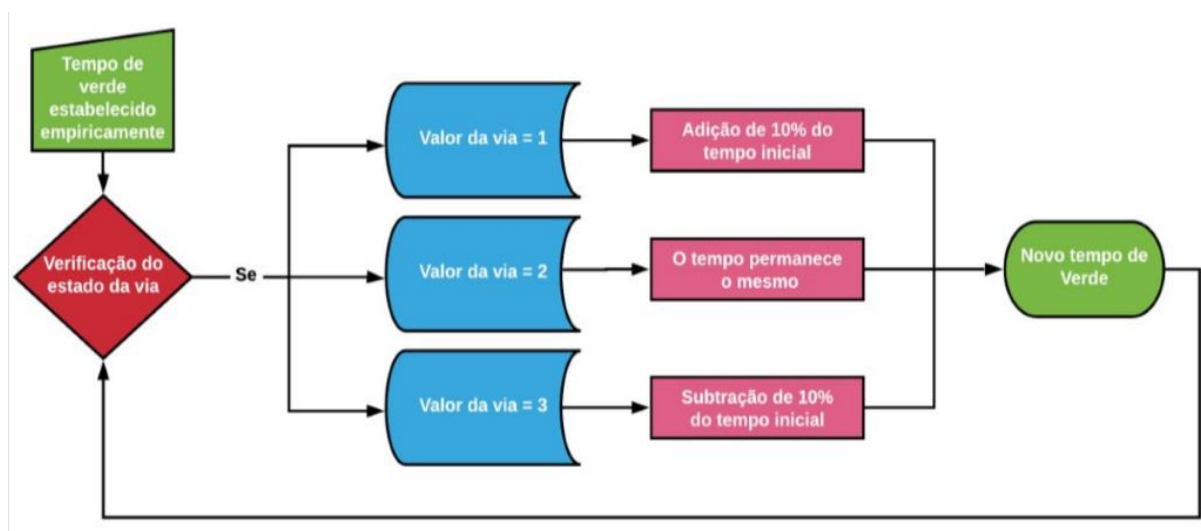 Tempo de
verde
estabelecido
empiricamente
Verificação do
estado da via
Se
Valor da via = 1
Adição de 10% do
tempo inicial
Valor da via = 2
O tempo permanece
o mesmo
Valor da via = 3
Subtração de 10%
do tempo inicial
Novo tempo de
Verde